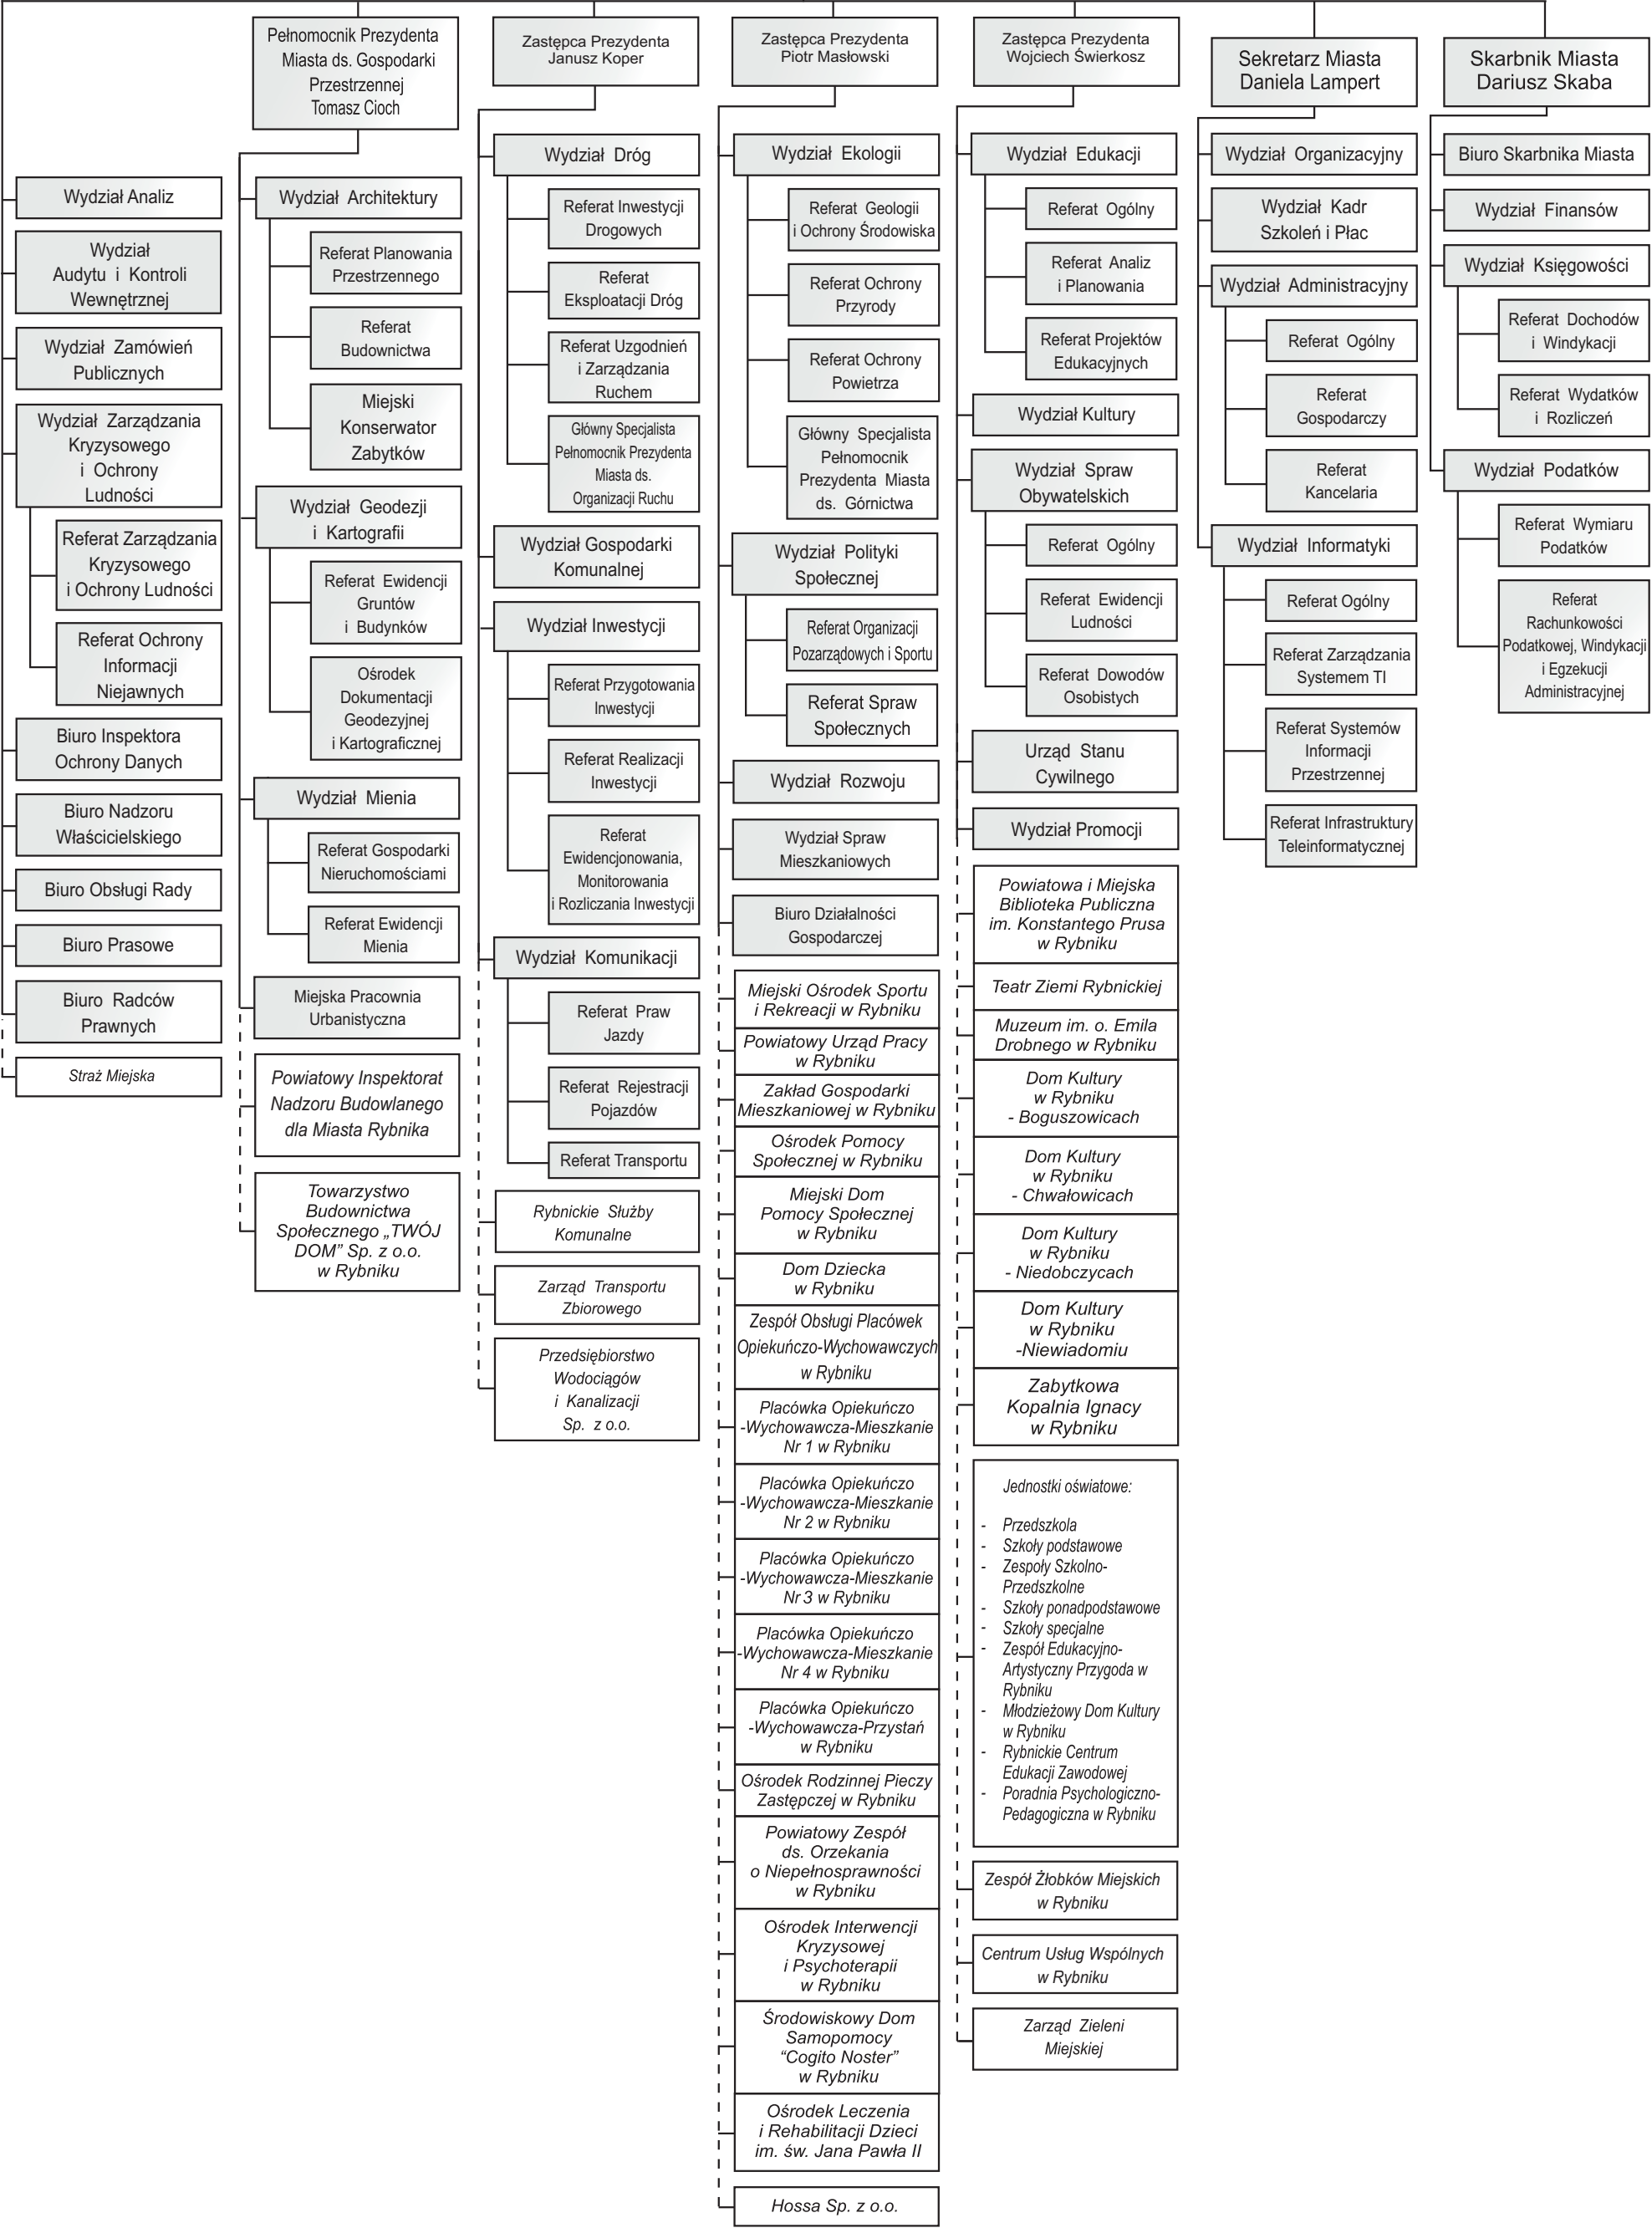 Wydział Analiz
Wydział
Audytu i Kontroli
Wewnętrznej
Wydział Zamówień
Publicznych
Wydział Zarządzania
Kryzysowego
i Ochrony
Ludności
Referat Zarządzania
Kryzysowego
i Ochrony Ludności
Referat Ochrony
Informacji
Niejawnych
Biuro Inspektora
Ochrony Danych
Biuro Nadzoru
Właścicielskiego
Biuro Obsługi Rady
Biuro Prasowe
Biuro Radców
Prawnych
Straż Miejska
Pełnomocnik Prezydenta
Miasta ds. Gospodarki
Przestrzennej
Tomasz Cioch
Wydział Architektury
Referat Planowania
Przestrzennego
Referat
Budownictwa
Miejski
Konserwator
Zabytków
Wydział Geodezji
i Kartografii
Referat Ewidencji
Gruntów
i Budynków
Ośrodek
Dokumentacji
Geodezyjnej
i Kartograficznej
Wydział Mienia
Referat Gospodarki
Nieruchomościami
Referat Ewidencji
Mienia
Miejska Pracownia
Urbanistyczna
Powiatowy Inspektorat
Nadzoru Budowlanego
dla Miasta Rybnika
Towarzystwo
Budownictwa
Społecznego „TWÓJ
DOM” Sp. z o.o.
w Rybniku
Zastępca Prezydenta
Janusz Koper
Wydział Dróg
Referat Inwestycji
Drogowych
Referat
Eksploatacji Dróg
Referat Uzgodnień
i Zarządzania
Ruchem
Główny Specjalista
Pełnomocnik Prezydenta
Miasta ds.
Organizacji Ruchu
Wydział Gospodarki
Komunalnej
Wydział Inwestycji
Referat Przygotowania
Inwestycji
Referat Realizacji
Inwestycji
Referat
Ewidencjonowania,
Monitorowania
i Rozliczania Inwestycji
Wydział Komunikacji
Referat Praw
Jazdy
Referat Rejestracji
Pojazdów
Referat Transportu
Rybnickie Służby
Komunalne
Zarząd Transportu
Zbiorowego
Przedsiębiorstwo
Wodociągów
i Kanalizacji
Sp. z o.o.
Zastępca Prezydenta
Piotr Masłowski
Wydział Ekologii
Referat Geologii
i Ochrony Środowiska
Referat Ochrony
Przyrody
Referat Ochrony
Powietrza
Główny Specjalista
Pełnomocnik
Prezydenta Miasta
ds. Górnictwa
Wydział Polityki
Społecznej
Referat Organizacji
Pozarządowych i Sportu
Referat Spraw
Społecznych
Wydział Rozwoju
Wydział Spraw
Mieszkaniowych
Biuro Działalności
Gospodarczej
Miejski Ośrodek Sportu
i Rekreacji w Rybniku
Powiatowy Urząd Pracy
w Rybniku
Zakład Gospodarki
Mieszkaniowej w Rybniku
Ośrodek Pomocy
Społecznej w Rybniku
Miejski Dom
Pomocy Społecznej
w Rybniku
Dom Dziecka
w Rybniku
Zespół Obsługi Placówek
Opiekuńczo-Wychowawczych
w Rybniku
Placówka Opiekuńczo
-Wychowawcza-Mieszkanie
Nr 1 w Rybniku
Placówka Opiekuńczo
-Wychowawcza-Mieszkanie
Nr 2 w Rybniku
Placówka Opiekuńczo
-Wychowawcza-Mieszkanie
Nr 3 w Rybniku
Placówka Opiekuńczo
-Wychowawcza-Mieszkanie
Nr 4 w Rybniku
Placówka Opiekuńczo
-Wychowawcza-Przystań
w Rybniku
Ośrodek Rodzinnej Pieczy
Zastępczej w Rybniku
Powiatowy Zespół
ds. Orzekania
o Niepełnosprawności
w Rybniku
Ośrodek Interwencji
Kryzysowej
i Psychoterapii
w Rybniku
Środowiskowy Dom
Samopomocy
“Cogito Noster”
w Rybniku
Ośrodek Leczenia
i Rehabilitacji Dzieci
im. św. Jana Pawła II
Hossa Sp. z o.o.
Zastępca Prezydenta
Wojciech Świerkosz
Wydział Edukacji
Referat Ogólny
Referat Analiz
i Planowania
Referat Projektów
Edukacyjnych
Wydział Kultury
Wydział Spraw
Obywatelskich
Referat Ogólny
Referat Ewidencji
Ludności
Referat Dowodów
Osobistych
Urząd Stanu
Cywilnego
Wydział Promocji
Powiatowa i Miejska
Biblioteka Publiczna
im. Konstantego Prusa
w Rybniku
Teatr Ziemi Rybnickiej
Muzeum im. o. Emila
Drobnego w Rybniku
Dom Kultury
w Rybniku
- Boguszowicach
Dom Kultury
w Rybniku
- Chwałowicach
Dom Kultury
w Rybniku
- Niedobczycach
Dom Kultury
w Rybniku
-Niewiadomiu
Zabytkowa
Kopalnia Ignacy
w Rybniku
Jednostki oświatowe:
- Przedszkola
- Szkoły podstawowe
- Zespoły Szkolno-
Przedszkolne
- Szkoły ponadpodstawowe
- Szkoły specjalne
- Zespół Edukacyjno-
Artystyczny Przygoda w
Rybniku
- Młodzieżowy Dom Kultury
w Rybniku
- Rybnickie Centrum
Edukacji Zawodowej
- Poradnia Psychologiczno-
Pedagogiczna w Rybniku
Zespół Żłobków Miejskich
w Rybniku
Centrum Usług Wspólnych
w Rybniku
Zarząd Zieleni
Miejskiej
Sekretarz Miasta
Daniela Lampert
Wydział Organizacyjny
Wydział Kadr
Szkoleń i Płac
Wydział Administracyjny
Referat Ogólny
Referat
Gospodarczy
Referat
Kancelaria
Wydział Informatyki
Referat Ogólny
Referat Zarządzania
Systemem TI
Referat Systemów
Informacji
Przestrzennej
Referat Infrastruktury
Teleinformatycznej
Skarbnik Miasta
Dariusz Skaba
Biuro Skarbnika Miasta
Wydział Finansów
Wydział Księgowości
Referat Dochodów
i Windykacji
Referat Wydatków
i Rozliczeń
Wydział Podatków
Referat Wymiaru
Podatków
Referat
Rachunkowości
Podatkowej, Windykacji
i Egzekucji
Administracyjnej